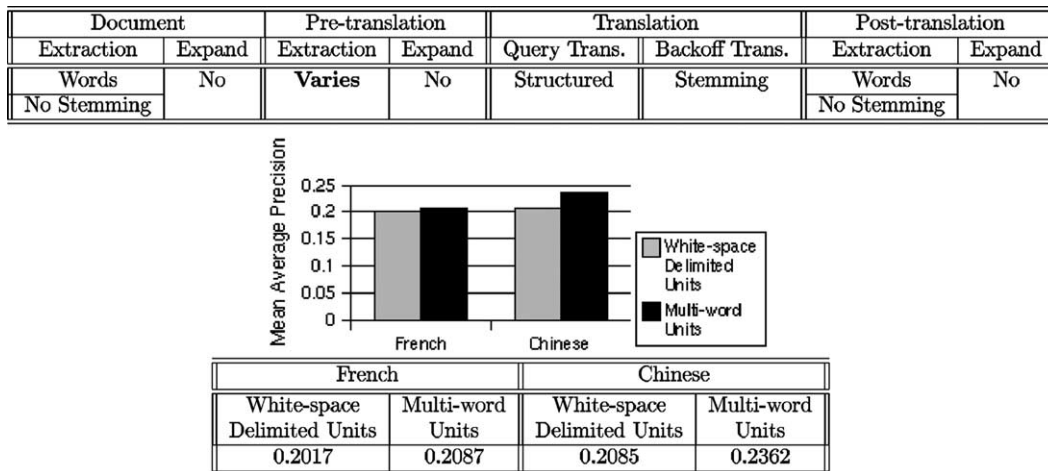 Document Pre-translation Translation Post-translation
Extraction Expand Extraction Expand Query Trans. Backoff Trans. Extraction Expand
Words No Varies No Structured Stemming Words No
No Stemming No Stemming
0.25
0.2
0.15
0.1
0.05
0
Mean Average Precision
French Chinese
White-space
Delimited
Units
Multi-word
Units
French Chinese
White-space Multi-word White-space Multi-word
Delimited Units Units Delimited Units Units
0.2017 0.2087 0.2085 0.2362